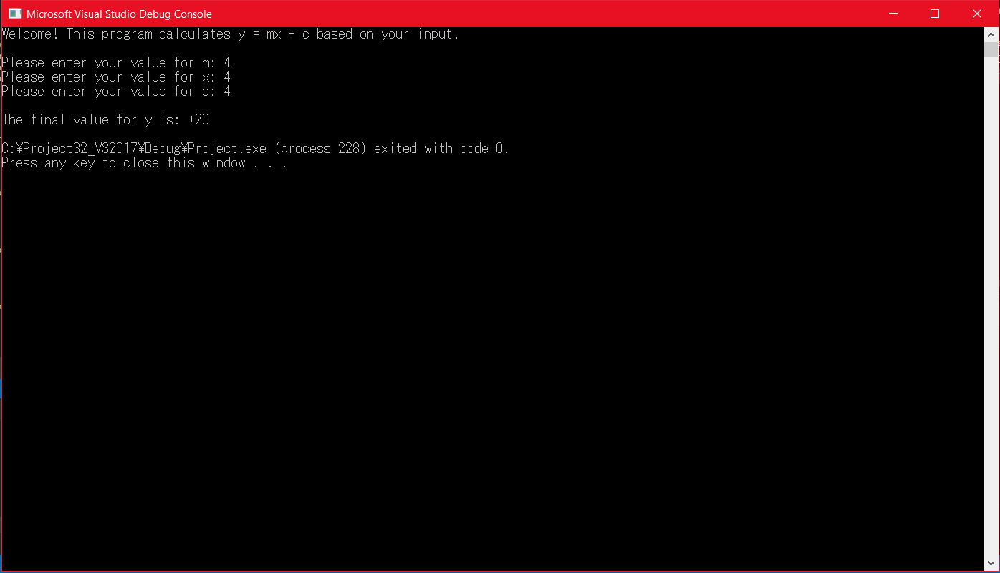 Microsoft Visual Studio Debug Console
Welcome! This program calculates y = mx + c based on your input.
Please enter your value for m: 4
Please enter your value for x: 4
Please enter your value for c: 4
The final value for y is: +20
C:¥Project32_VS2017¥Debug¥Project.exe (process 228) exited with code 0.
Press any key to close this window . . .